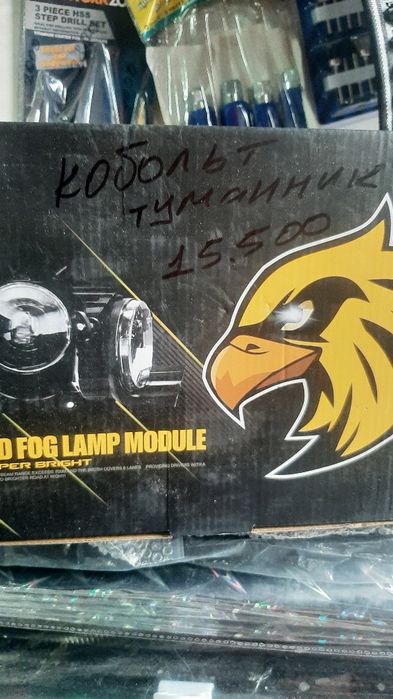 3 PIECE HSS
STEP DRILL SET
КОБОЛЬТ
ТУМАННИК
15.500
D FOG LAMP MODULE
PER BRIGHT